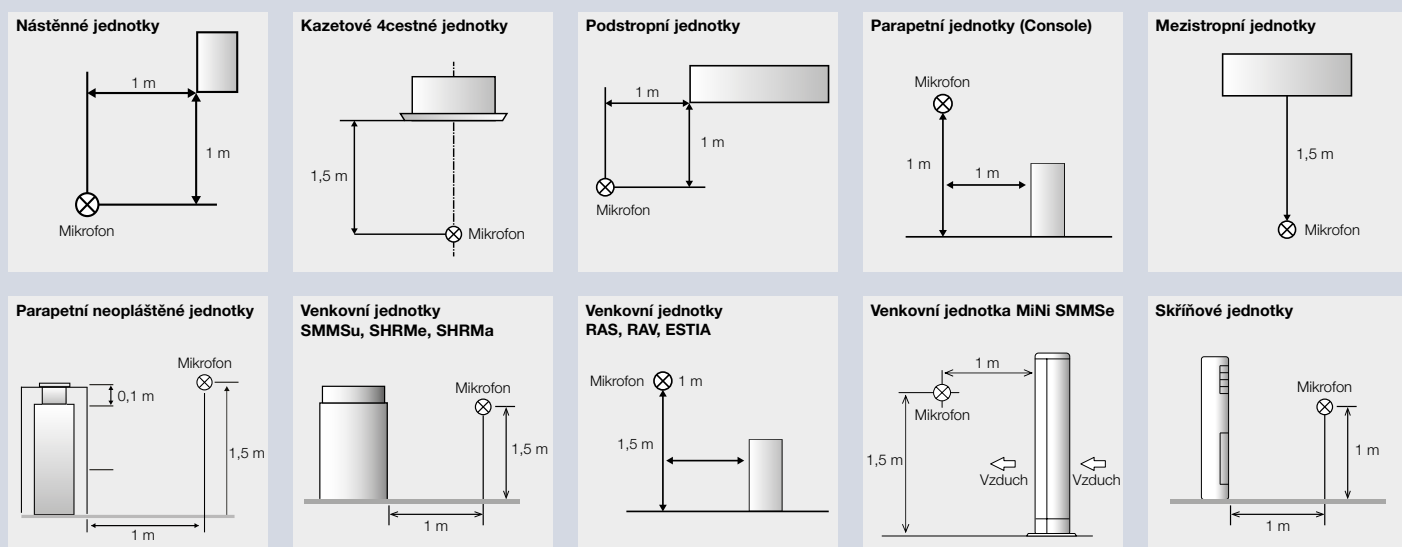 Nástěnné jednotky
1 m
1 m
Mikrofon
Kazetové 4cestné jednotky
1,5 m
Mikrofon
Podstropní jednotky
1 m
1 m
Mikrofon
Parapetní jednotky (Console)
Mikrofon
1 m
1 m
Mezistropní jednotky
1,5 m
Mikrofon
Parapetní neopláštěné jednotky
Mikrofon
0,1 m
1,5 m
1 m
Venkovní jednotky
SMMSu, SHRMe, SHRMa
Mikrofon
1,5 m
1 m
Venkovní jednotky
RAS, RAV, ESTIA
Mikrofon 1 m
1,5 m
Venkovní jednotka MiNi SMMSe
1 m
Mikrofon
1,5 m
Vzduch Vzduch
Skříňové jednotky
Mikrofon
1 m
1 m